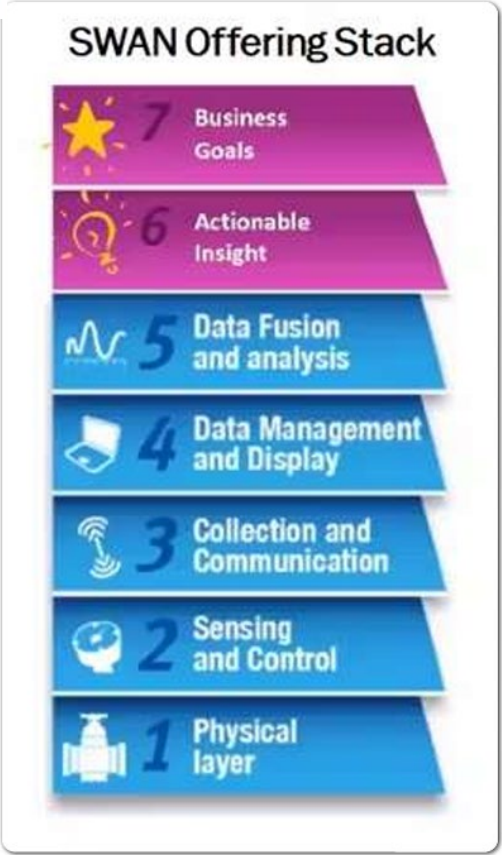 SWAN Offering Stack
7 Business
Goals
6 Actionable
Insight
5 Data Fusion
and analysis
4 Data Management
and Display
3 Collection and
Communication
2 Sensing
and Control
1 Physical
layer